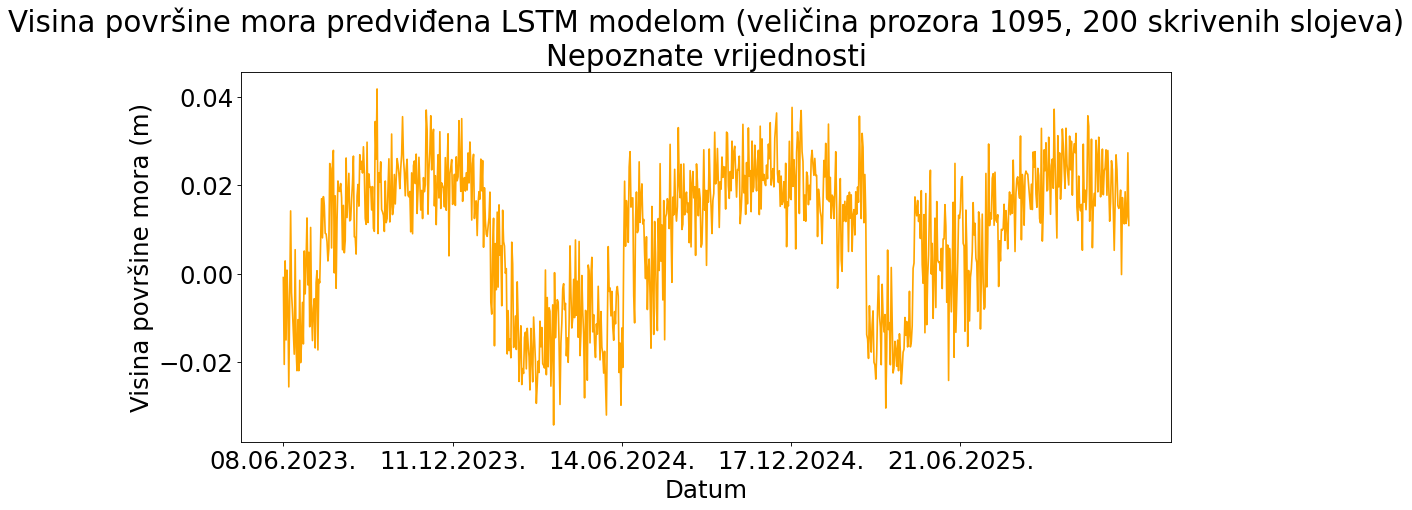 Visina površine mora predviđena LSTM modelom (veličina prozora 1095, 200 skrivenih slojeva)
Nepoznate vrijednosti
Visina površine mora (m)
0.04
0.02
0.00
−0.02
08.06.2023. 11.12.2023. 14.06.2024. 17.12.2024. 21.06.2025.
Datum